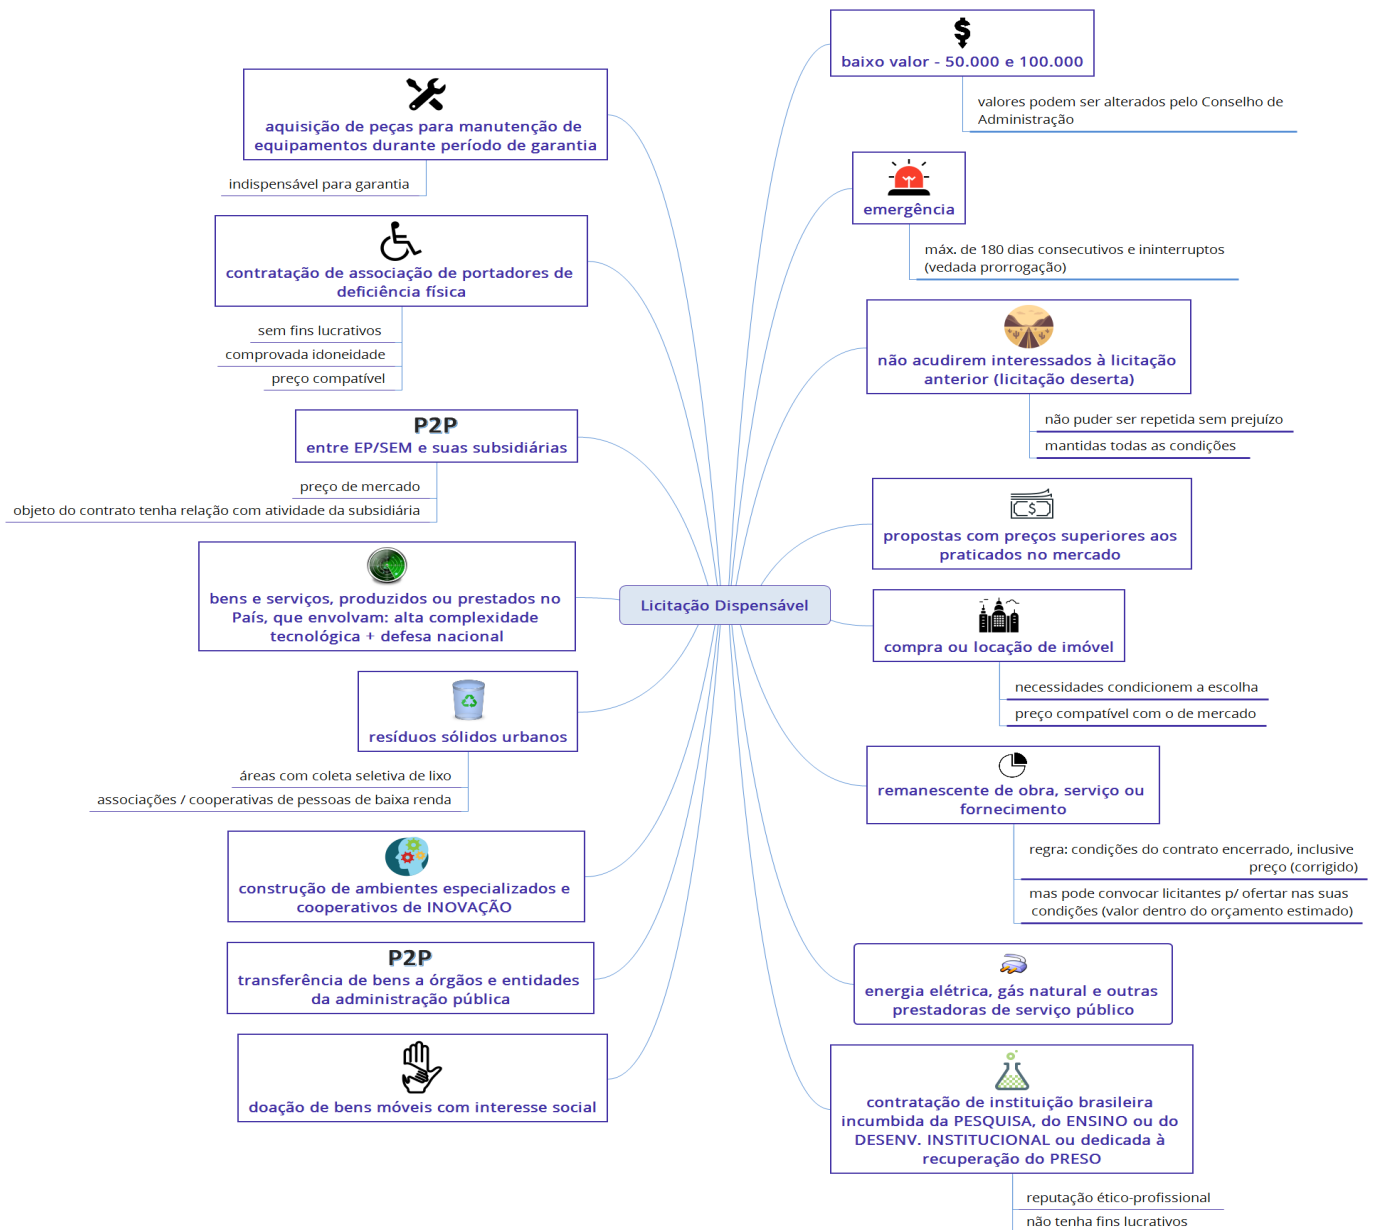 Licitação Dispensável
baixo valor - 50.000 e 100.000
valores podem ser alterados pelo Conselho de
Administração
emergência
máx. de 180 dias consecutivos e ininterruptos
(vedada prorrogação)
não acudirem interessados à licitação
anterior (licitação deserta)
não puder ser repetida sem prejuízo
mantidas todas as condições
propostas com preços superiores aos
praticados no mercado
compra ou locação de imóvel
necessidades condicionem a escolha
preço compatível com o de mercado
remanescente de obra, serviço ou
fornecimento
regra: condições do contrato encerrado, inclusive
preço (corrigido)
mas pode convocar licitantes p/ ofertar nas suas
condições (valor dentro do orçamento estimado)
energia elétrica, gás natural e outras
prestadoras de serviço público
contratação de instituição brasileira
incumbida da PESQUISA, do ENSINO ou do
DESENV. INSTITUCIONAL ou dedicada à
recuperação do PRESO
reputação ético-profissional
não tenha fins lucrativos
aquisição de peças para manutenção de
equipamentos durante período de garantia
indispensável para garantia
contratação de associação de portadores de
deficiência física
sem fins lucrativos
comprovada idoneidade
preço compatível
P2P
entre EP/SEM e suas subsidiárias
preço de mercado
objeto do contrato tenha relação com atividade da subsidiária
bens e serviços, produzidos ou prestados no
País, que envolvam: alta complexidade
tecnológica + defesa nacional
resíduos sólidos urbanos
áreas com coleta seletiva de lixo
associações / cooperativas de pessoas de baixa renda
construção de ambientes especializados e
cooperativos de INOVAÇÃO
P2P
transferência de bens a órgãos e entidades
da administração pública
doação de bens móveis com interesse social